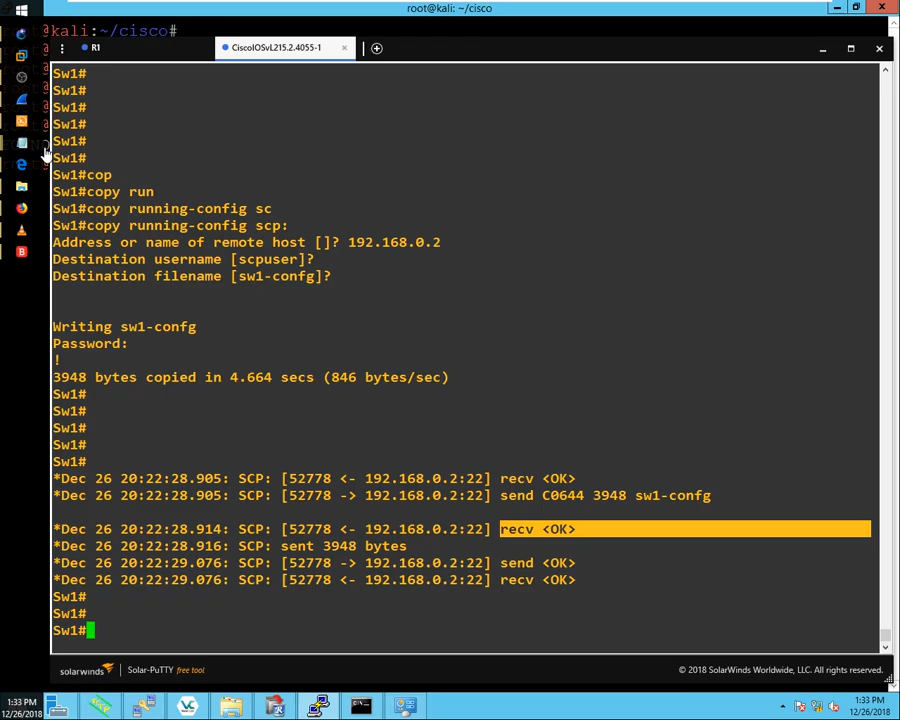 root@kali: ~/cisco
@kali:~/cisco#
R1
CiscoIOSvL215.2.4055-1
Sw1#
Sw1#
Sw1#
Sw1#
Sw1#
Sw1#
Sw1#cop
Sw1#copy run
Sw1#copy running-config sc
Sw1#copy running-config scp:
Address or name of remote host []? 192.168.0.2
Destination username [scpuser]?
Destination filename [sw1-confg]?
Writing sw1-confg
Password:
!
3948 bytes copied in 4.664 secs (846 bytes/sec)
Sw1#
Sw1#
Sw1#
Sw1#
Sw1#
*Dec 26 20:22:28.905: SCP: [52778 <- 192.168.0.2:22] recv <OK>
*Dec 26 20:22:28.905: SCP: [52778 -> 192.168.0.2:22] send C0644 3948 sw1-confg
*Dec 26 20:22:28.914: SCP: [52778 <- 192.168.0.2:22] recv <OK>
*Dec 26 20:22:28.916: SCP: sent 3948 bytes
*Dec 26 20:22:29.076: SCP: [52778 -> 192.168.0.2:22] send <OK>
*Dec 26 20:22:29.076: SCP: [52778 <- 192.168.0.2:22] recv <OK>
Sw1#
Sw1#
Sw1#
solarwinds Solar-PuTTY free tool © 2018 SolarWinds Worldwide, LLC. All rights reserved.
1:33 PM
12/26/2018
1:33 PM
12/26/2018